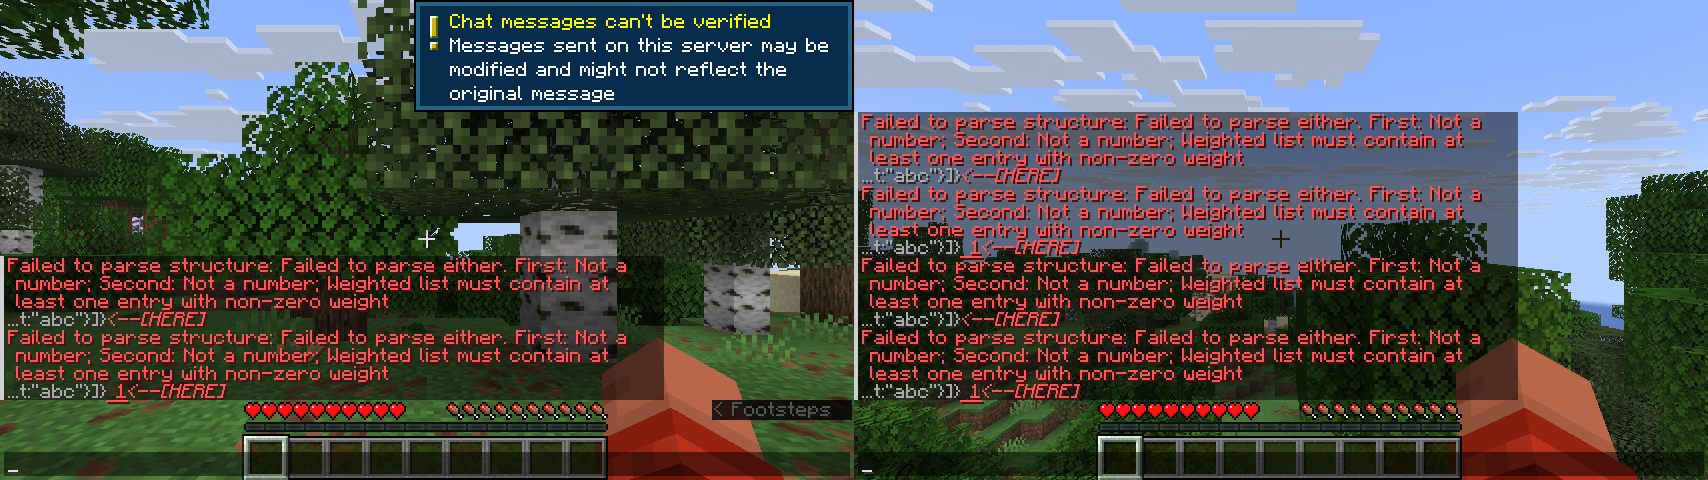 Chat messages can't be verified
Messages sent on this server may be
modified and might not reflect the
original message
Failed to parse structure: Failed to parse either. First: Not a
number; Second: Not a number; Weighted list must contain at
least one entry with non-zero weight
...t:"abc"}]}<--[HERE]
Failed to parse structure: Failed to parse either. First: Not a
number; Second: Not a number; Weighted list must contain at
least one entry with non-zero weight
...t:"abc"}]} 1<--[HERE]
< Footsteps
_
Failed to parse structure: Failed to parse either. First: Not a
number; Second: Not a number; Weighted list must contain at
least one entry with non-zero weight
...t:"abc"}]}<--[HERE]
Failed to parse structure: Failed to parse either. First: Not a
number; Second: Not a number; Weighted list must contain at
least one entry with non-zero weight
...t:"abc"}]} 1<--[HERE]
Failed to parse structure: Failed to parse either. First: Not a
number; Second: Not a number; Weighted list must contain at
least one entry with non-zero weight
...t:"abc"}]}<--[HERE]
Failed to parse structure: Failed to parse either. First: Not a
number; Second: Not a number; Weighted list must contain at
least one entry with non-zero weight
...t:"abc"}]} 1<--[HERE]
_